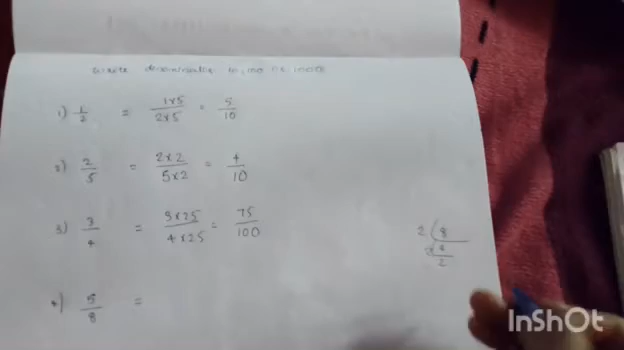 write denominator 10, 100 or 1000
1) 1/2 = 1×5/2×5 = 5/10
2) 2/5 = 2×2/5×2 = 4/10
3) 3/4 = 3×25/4×25 = 75/100
2 8
2 4
2
4) 5/8 =
InShOt